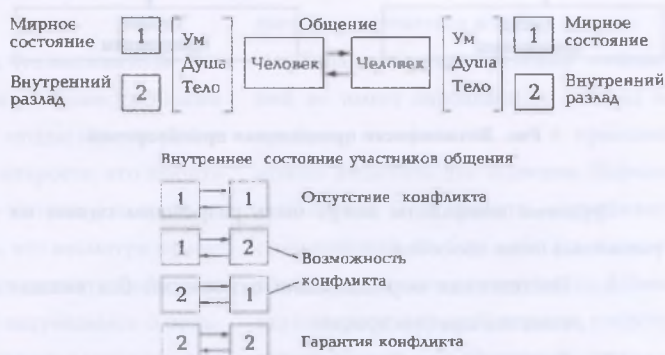 Общение
Мирное состояние
1
Ум
Душа
Тело
Человек
Человек
Ум
Душа
Тело
1
Мирное состояние
Внутренний разлад
2
2
Внутренний разлад
Внутреннее состояние участников общения
1 1 Отсутствие конфликта
1 2
Возможность
конфликта
2 1
2 2 Гарантия конфликта